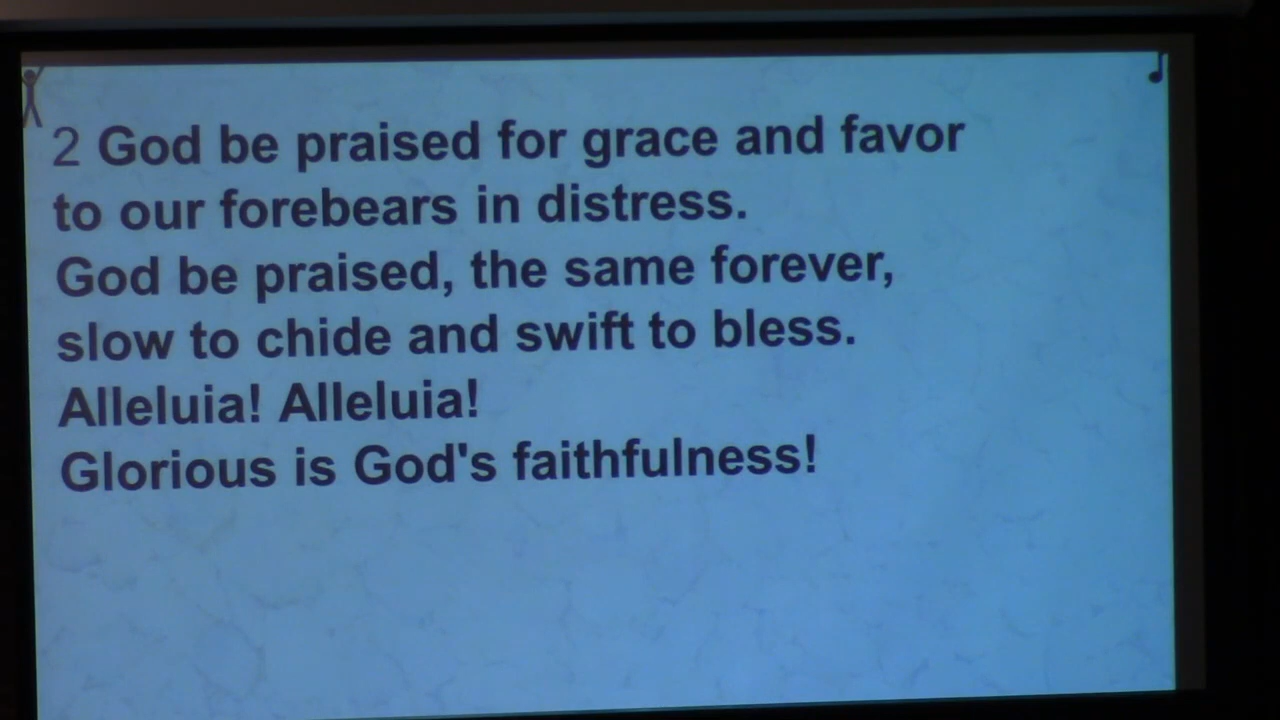 2 God be praised for grace and favor
to our forebears in distress.
God be praised, the same forever,
slow to chide and swift to bless.
Alleluia! Alleluia!
Glorious is God's faithfulness!